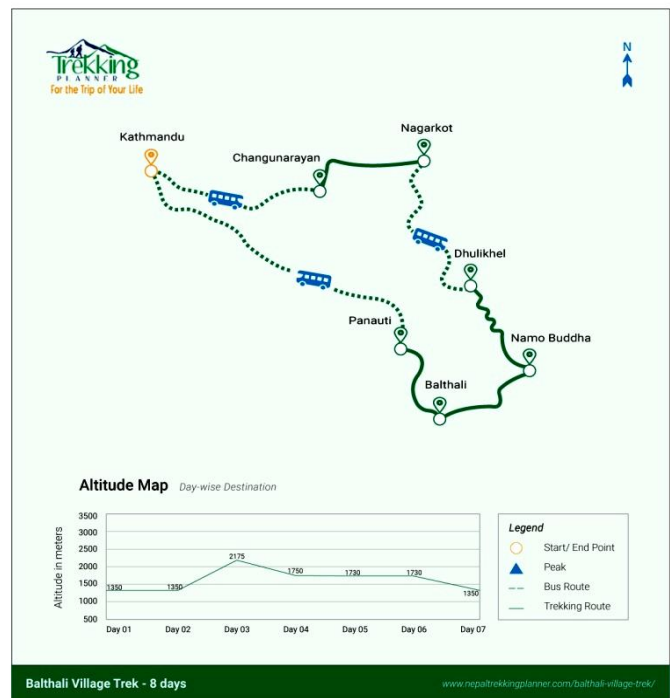 Trekking
PLANNER
For the Trip of Your Life
N
Kathmandu
Changunarayan
Nagarkot
Dhulikhel
Panauti
Namo Buddha
Balthali
Altitude Map Day-wise Destination
Altitude in meters
3500
3000
2500
2000
1500
1000
500
1350
1350
2175
1750
1730
1730
1350
Day 01
Day 02
Day 03
Day 04
Day 05
Day 06
Day 07
Legend
Start/ End Point
Peak
Bus Route
Trekking Route
Balthali Village Trek - 8 days
www.nepaltrekkingplanner.com/balthali-village-trek/